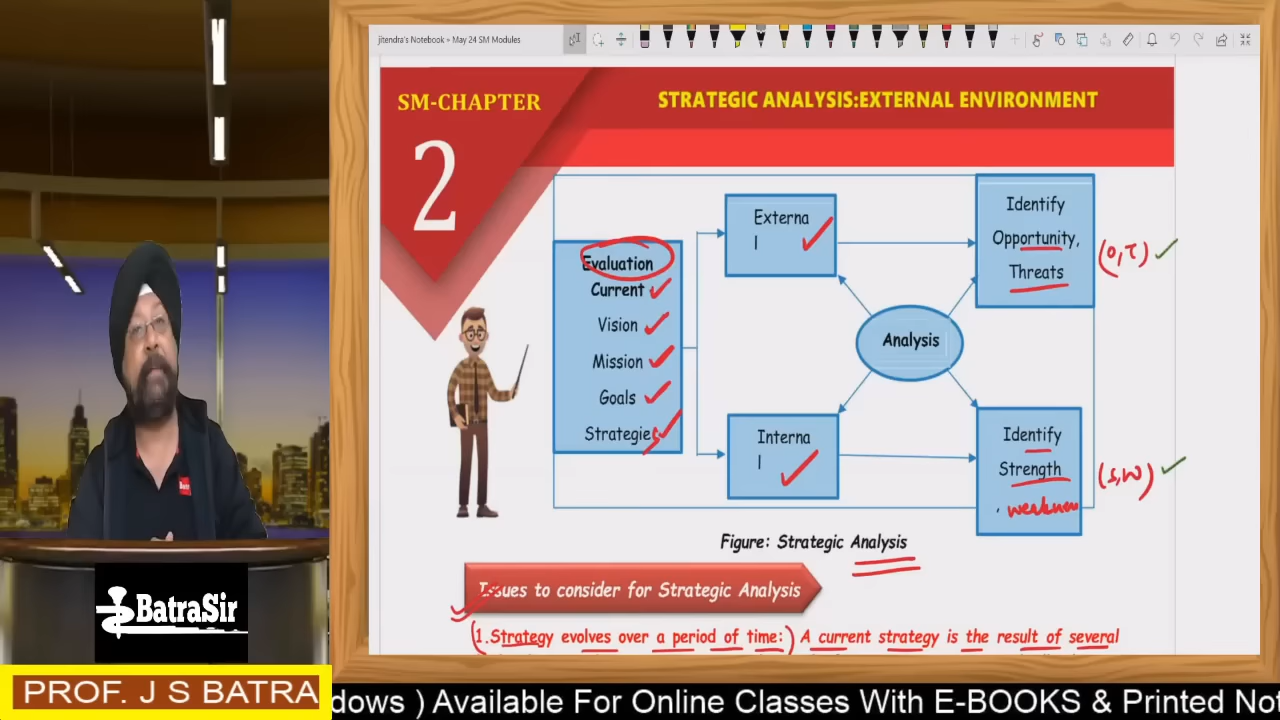 jitendra's Notebook » May 24 SM Modules
SM-CHAPTER
2
STRATEGIC ANALYSIS:EXTERNAL ENVIRONMENT
Evaluation
Current
Vision
Mission
Goals
Strategies
Externa
l
Interna
l
Analysis
Identify
Opportunity,
Threats
(O,T)
Identify
Strength
, weakness
(S,W)
Figure: Strategic Analysis
Issues to consider for Strategic Analysis
(1.Strategy evolves over a period of time:) A current strategy is the result of several
BatraSir
PROF. J S BATRA
dows ) Available For Online Classes With E-BOOKS & Printed Not